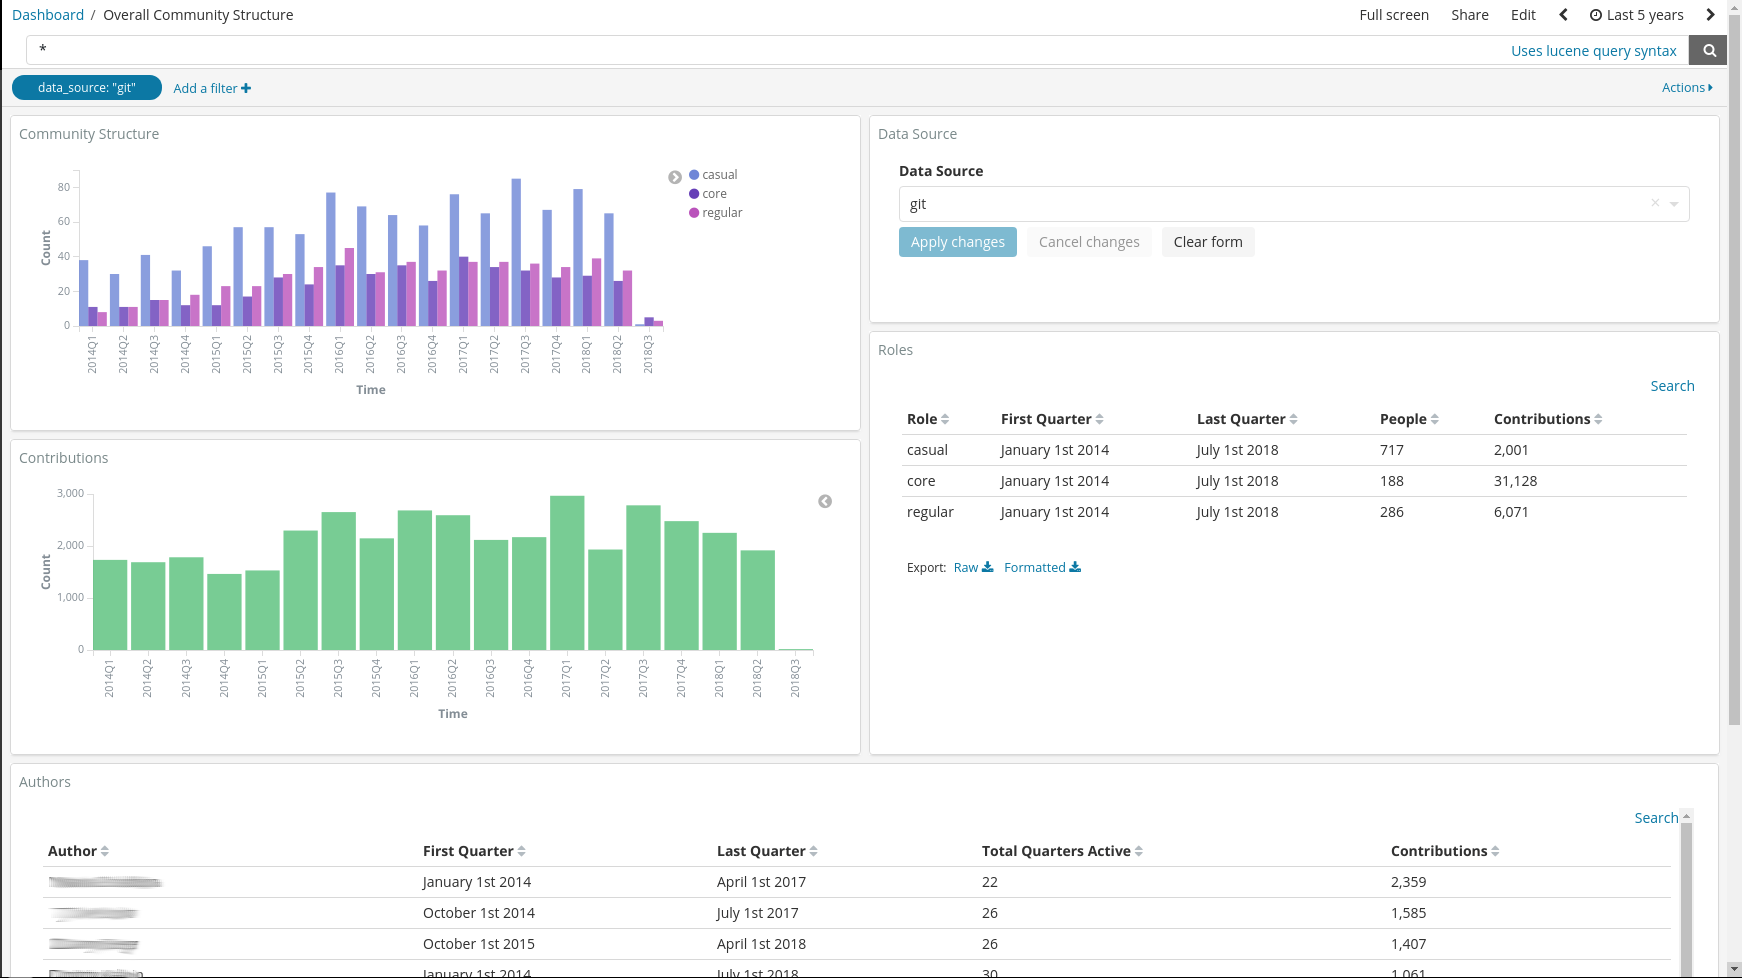 Dashboard / Overall Community Structure
Full screen Share Edit Last 5 years
*
Uses lucene query syntax
data_source: "git" Add a filter
Actions
Community Structure
80
60
40
20
0
Count
2014Q1 2014Q2 2014Q3 2014Q4 2015Q1 2015Q2 2015Q3 2015Q4 2016Q1 2016Q2 2016Q3 2016Q4 2017Q1 2017Q2 2017Q3 2017Q4 2018Q1 2018Q2 2018Q3
Time
casual
core
regular
Data Source
Data Source
git
Apply changes Cancel changes Clear form
Contributions
3,000
2,000
1,000
0
Count
2014Q1 2014Q2 2014Q3 2014Q4 2015Q1 2015Q2 2015Q3 2015Q4 2016Q1 2016Q2 2016Q3 2016Q4 2017Q1 2017Q2 2017Q3 2017Q4 2018Q1 2018Q2 2018Q3
Time
Roles
Search
Role First Quarter Last Quarter People Contributions
casual January 1st 2014 July 1st 2018 717 2,001
core January 1st 2014 July 1st 2018 188 31,128
regular January 1st 2014 July 1st 2018 286 6,071
Export: Raw Formatted
Authors
Search
Author First Quarter Last Quarter Total Quarters Active Contributions
January 1st 2014 April 1st 2017 22 2,359
October 1st 2014 July 1st 2017 26 1,585
October 1st 2015 April 1st 2018 26 1,407
January 1st 2014 July 1st 2018 30 1,061